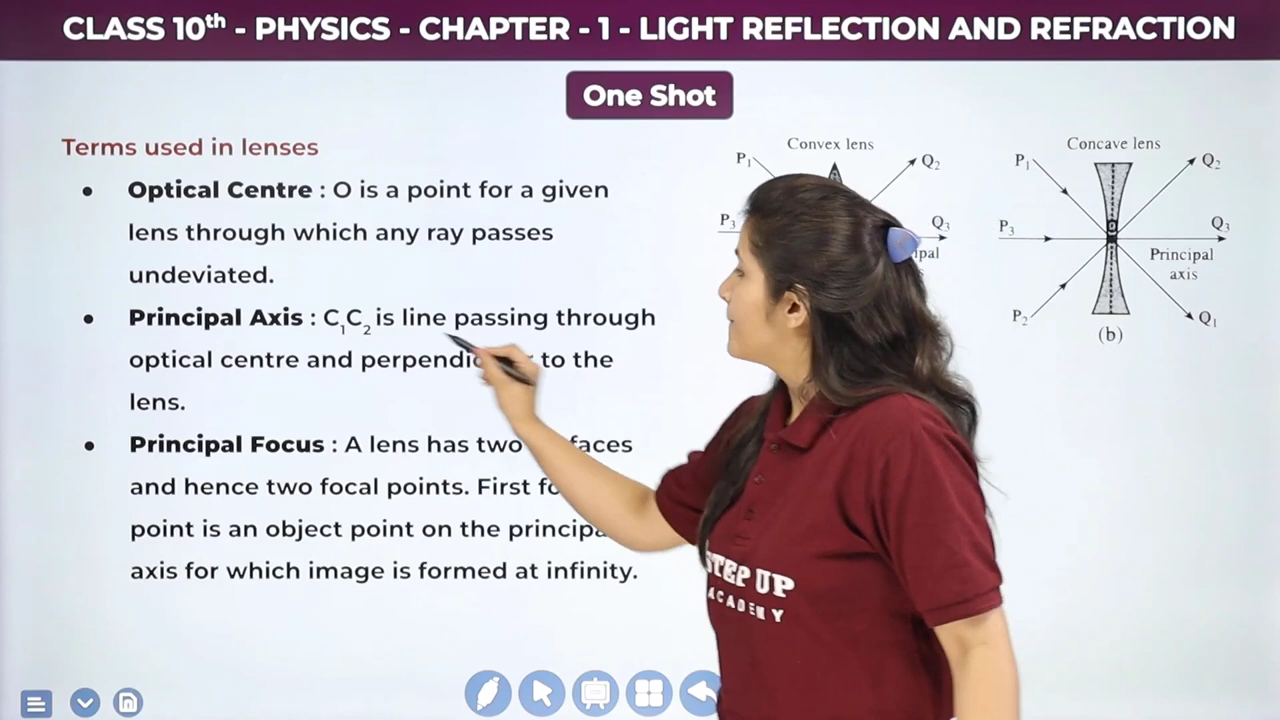 CLASS 10th - PHYSICS - CHAPTER - 1 - LIGHT REFLECTION AND REFRACTION
One Shot
Terms used in lenses
• Optical Centre : O is a point for a given
lens through which any ray passes
undeviated.
• Principal Axis : C1C2 is line passing through
optical centre and to the
lens.
• Principal Focus : A lens has two
and hence two focal points. First
point is an object point on the
axis for which image is formed at infinity.
Convex lens
P1
Q2
P3
Q3
Concave lens
P1
Q2
O
P3
Q3
Principal
axis
P2
Q1
(b)
STEP UP
ACADEMY